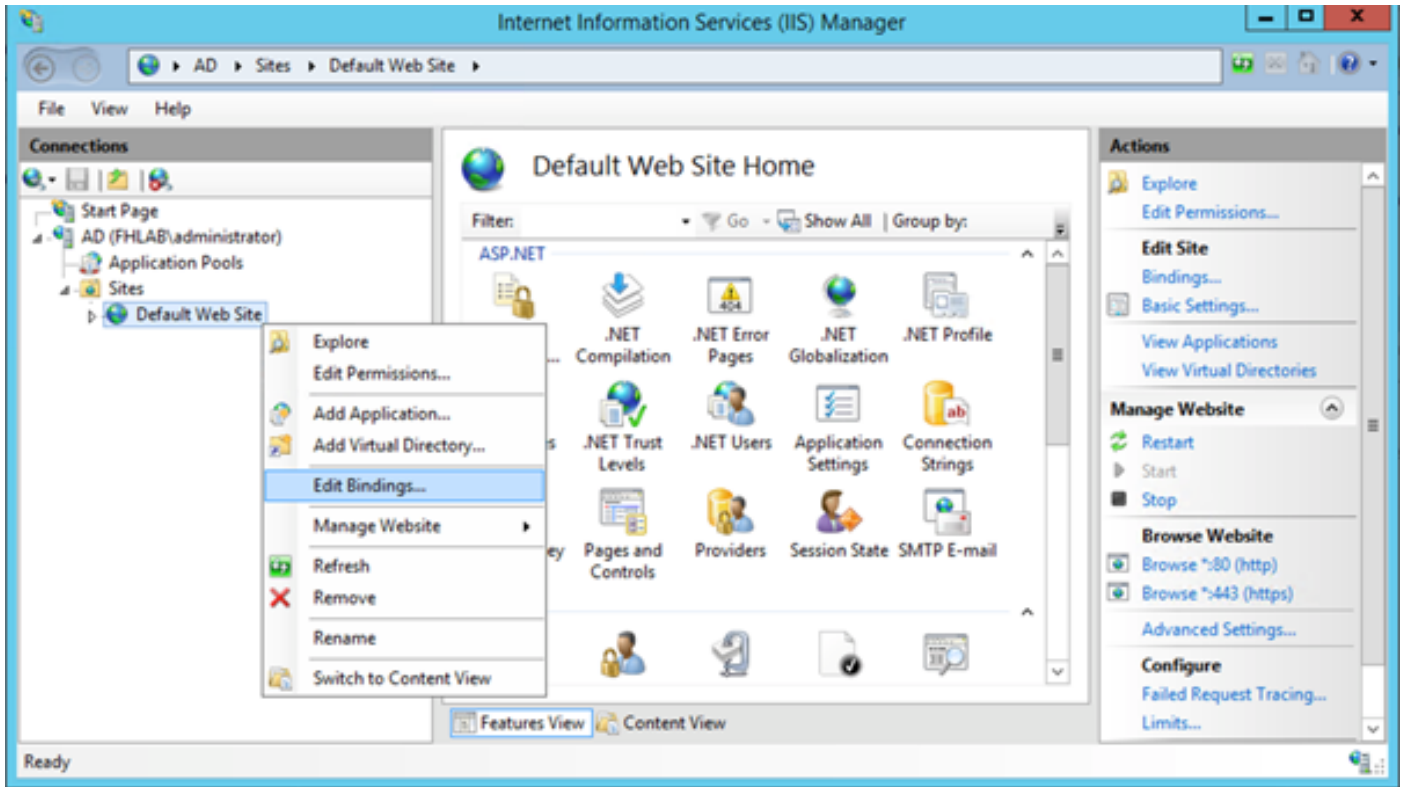 Internet Information Services (IIS) Manager
AD
Sites
Default Web Site
File
View
Help
Connections
Start Page
AD (FHLAB\administrator)
Application Pools
Sites
Default Web Site
Explore
Edit Permissions...
Add Application...
Add Virtual Directory...
Edit Bindings...
Manage Website
Refresh
Remove
Rename
Switch to Content View
Default Web Site Home
Filter:
Go
Show All
Group by:
ASP.NET
...
.NET
Compilation
404
.NET Error
Pages
.NET
Globalization
.NET Profile
s
.NET Trust
Levels
.NET Users
Application
Settings
ab
Connection
Strings
ey
Pages and
Controls
Providers
Session State
SMTP E-mail
Features View
Content View
Actions
Explore
Edit Permissions...
Edit Site
Bindings...
Basic Settings...
View Applications
View Virtual Directories
Manage Website
Restart
Start
Stop
Browse Website
Browse *:80 (http)
Browse *:443 (https)
Advanced Settings...
Configure
Failed Request Tracing...
Limits...
Ready